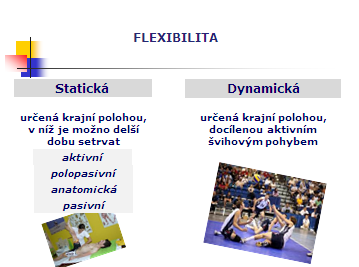 FLEXIBILITA
Statická
určená krajní polohou,
v níž je možno delší
dobu setrvat
aktivní
polopasivní
anatomická
pasivní
Dynamická
určená krajní polohou,
docílenou aktivním
švihovým pohybem